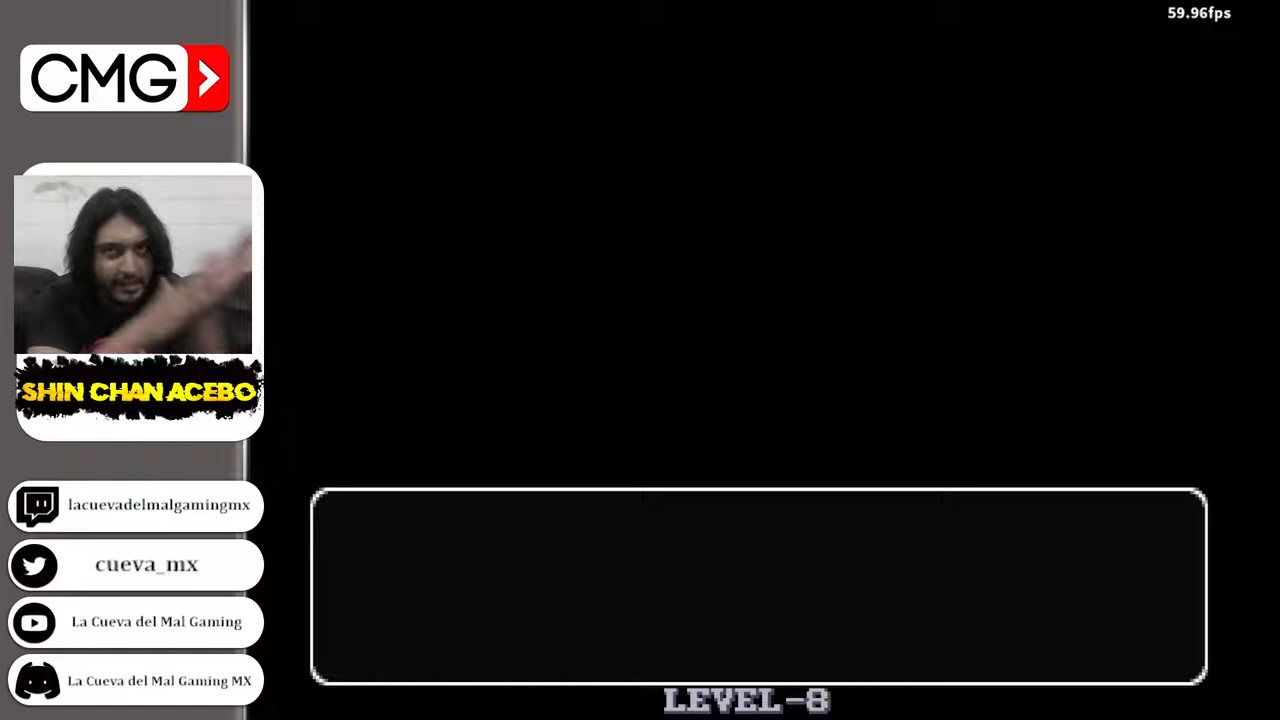 59.96fps
CMG
SHIN CHAN ACEBO
lacuevadelmalgamingmx
cueva_mx
La Cueva del Mal Gaming
La Cueva del Mal Gaming MX
LEVEL-8